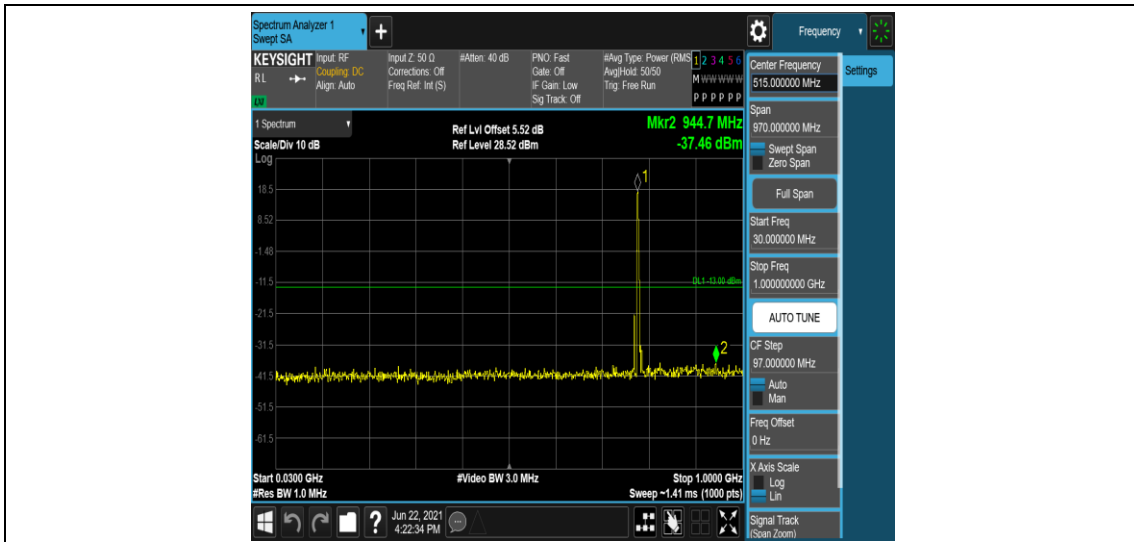 Spectrum Analyzer 1
Swept SA
+
Frequency
KEYSIGHT
RL
LXI
Input: RF
Coupling: DC
Align: Auto
Input Z: 50 Ω
Corrections: Off
Freq Ref: Int (S)
#Atten: 40 dB
PNO: Fast
Gate: Off
IF Gain: Low
Sig Track: Off
#Avg Type: Power (RMS
Avg|Hold: 50/50
Trig: Free Run
1 2 3 4 5 6
M W W W W W
P P P P P P
1 Spectrum
Scale/Div 10 dB
Ref Lvl Offset 5.52 dB
Ref Level 28.52 dBm
Mkr2 944.7 MHz
-37.46 dBm
Log
18.5
8.52
-1.48
-11.5
-21.5
-31.5
-41.5
-51.5
-61.5
1
DL1 -13.00 dBm
2
Start 0.0300 GHz
#Res BW 1.0 MHz
#Video BW 3.0 MHz
Stop 1.0000 GHz
Sweep ~1.41 ms (1000 pts)
Center Frequency
515.000000 MHz
Settings
Span
970.000000 MHz
Swept Span
Zero Span
Full Span
Start Freq
30.000000 MHz
Stop Freq
1.000000000 GHz
AUTO TUNE
CF Step
97.000000 MHz
Auto
Man
Freq Offset
0 Hz
X Axis Scale
Log
Lin
Signal Track
(Span Zoom)
?
Jun 22, 2021
4:22:34 PM